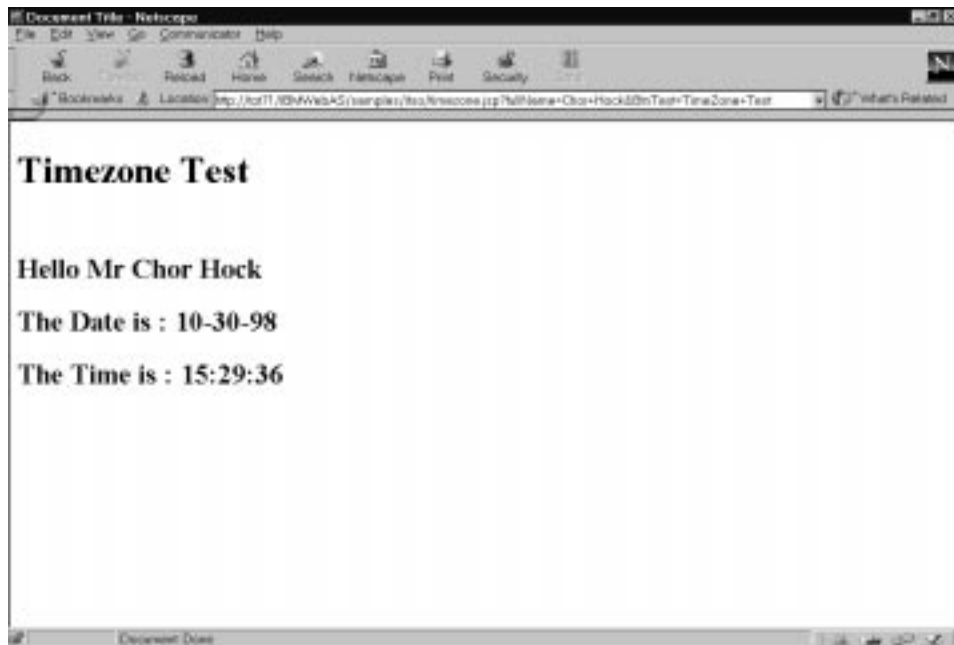 Document Title - Netscape
File Edit View Go Communicator Help
Back Reload Home Search Netscape Print Security
Bookmarks Location
What's Related
Timezone Test
Hello Mr Chor Hock
The Date is : 10-30-98
The Time is : 15:29:36
Document Done